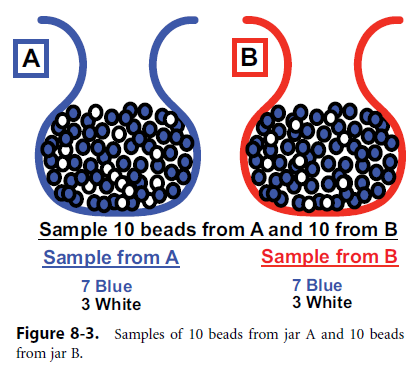 A
B
Sample 10 beads from A and 10 from B
Sample from A
Sample from B
7 Blue
3 White
7 Blue
3 White
Figure 8-3. Samples of 10 beads from jar A and 10 beads
from jar B.